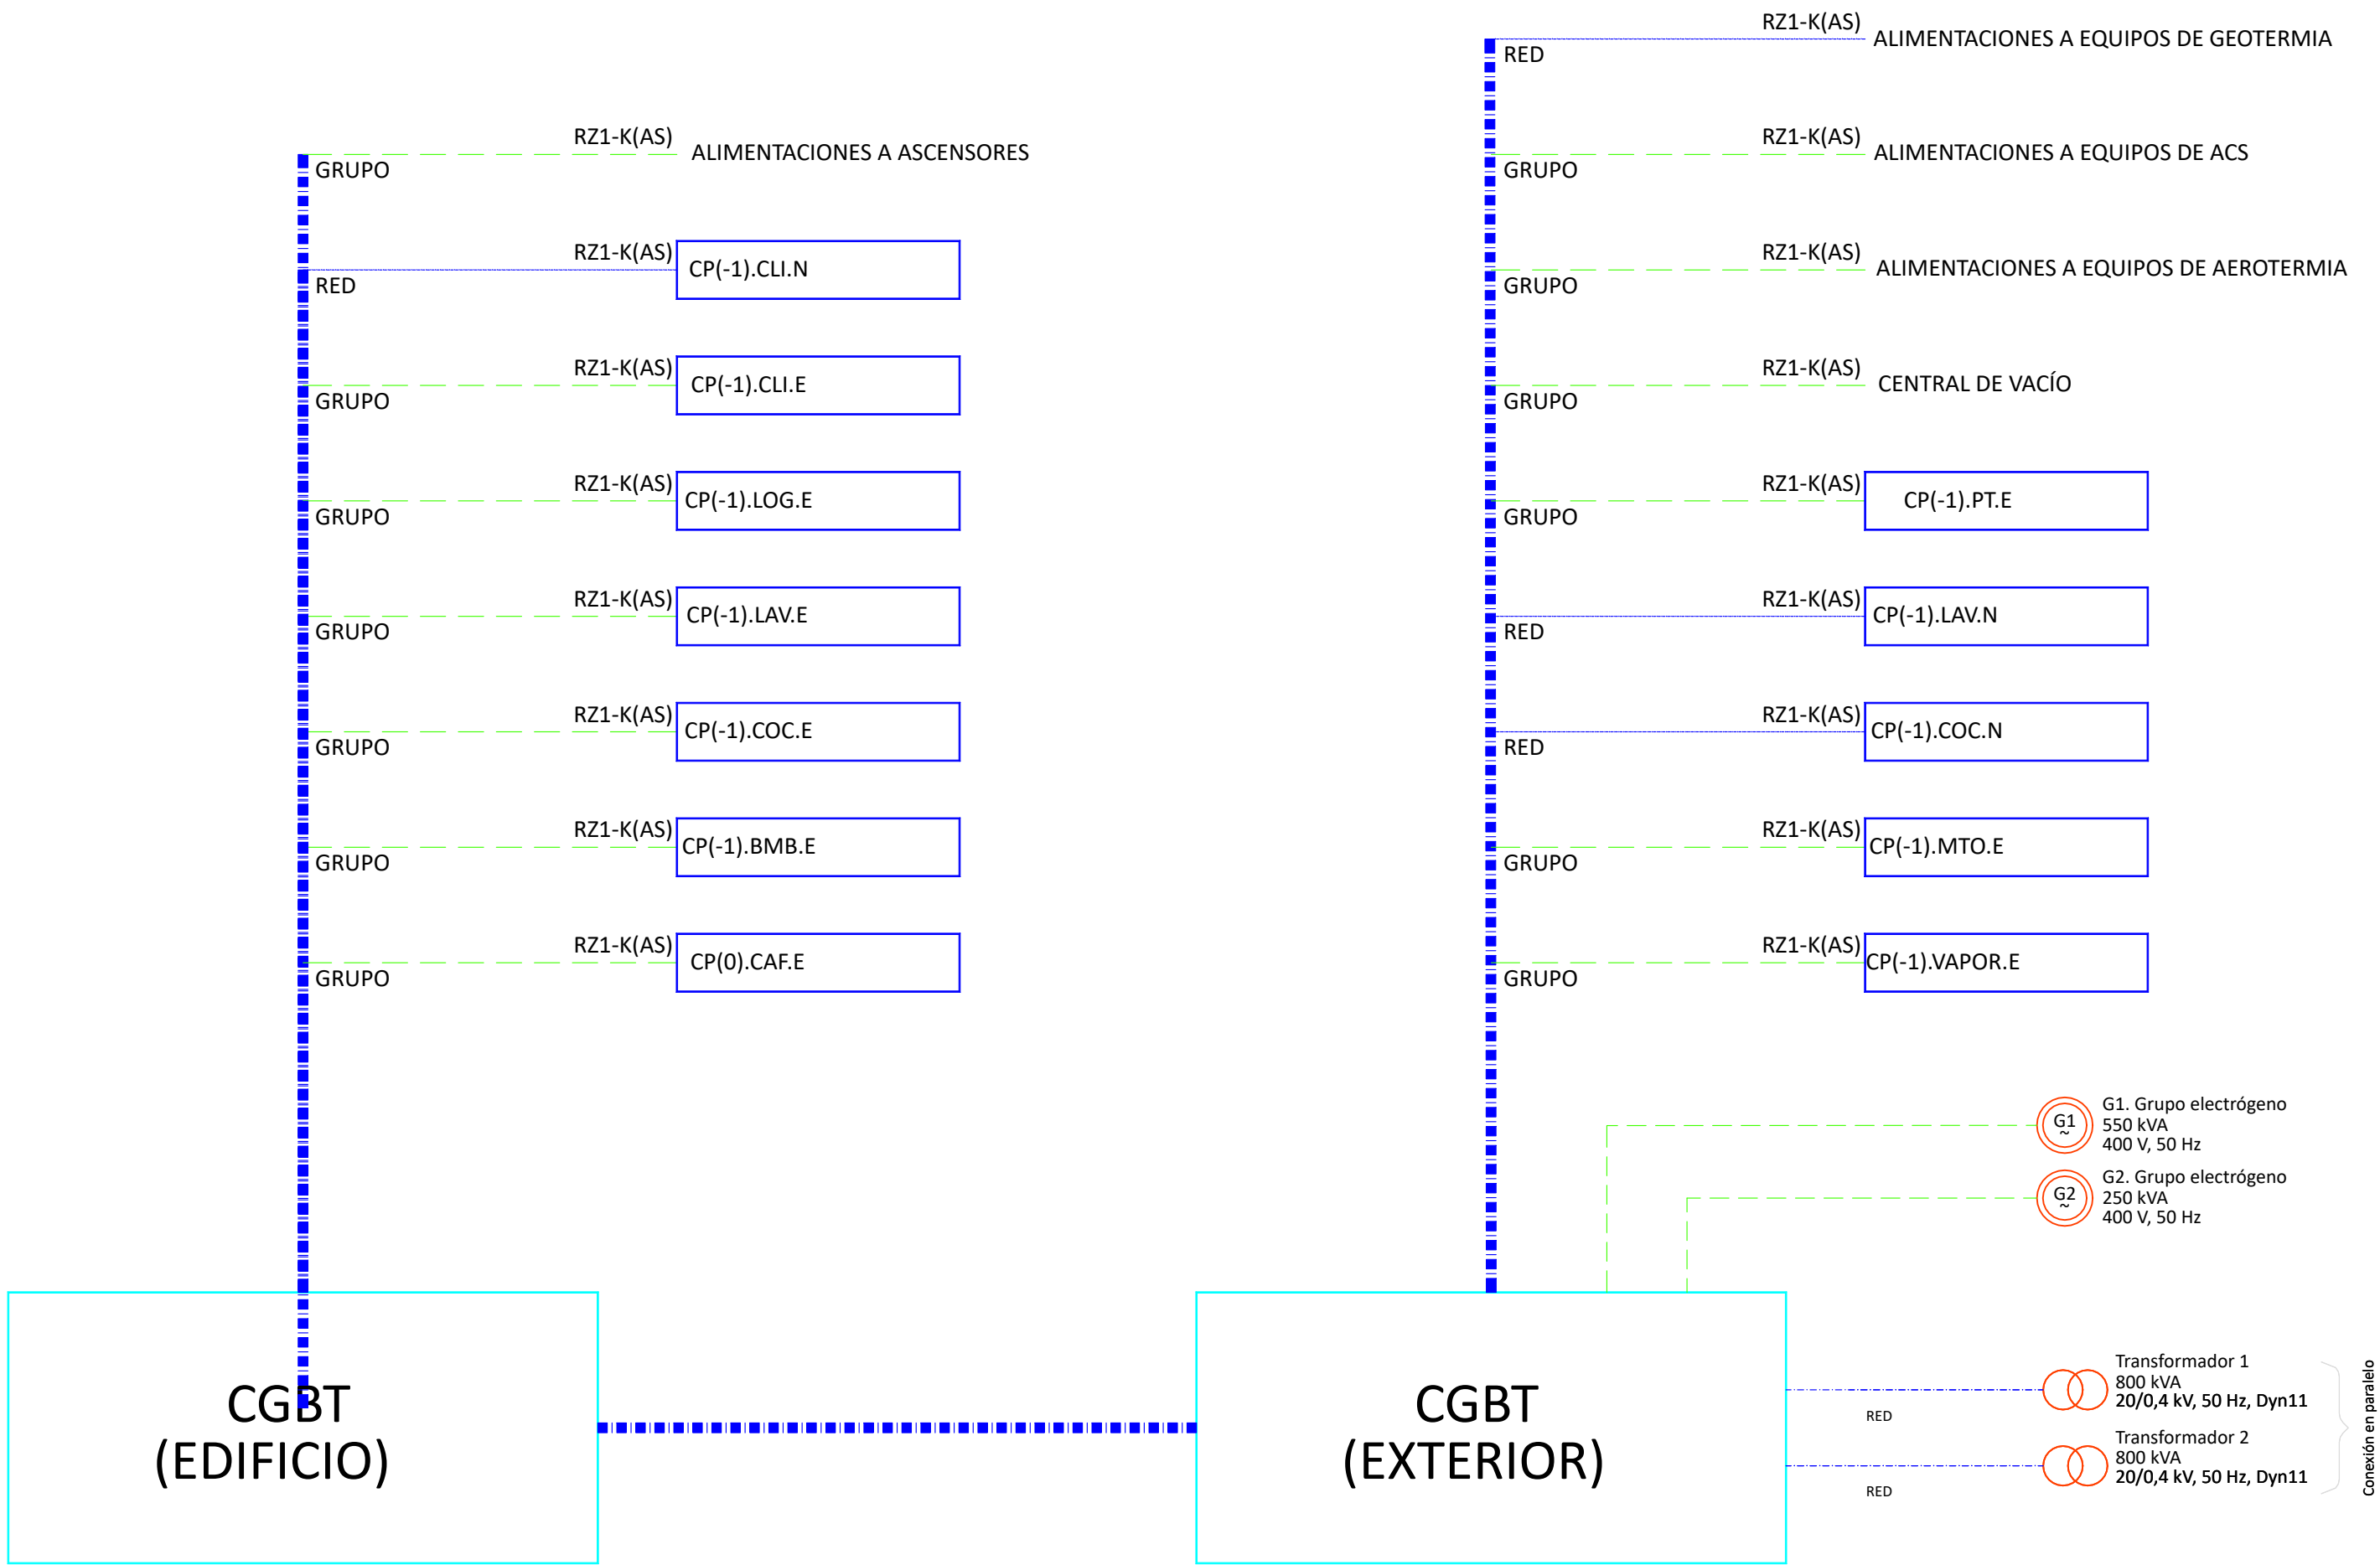 RZ1-K(AS)
ALIMENTACIONES A ASCENSORES
GRUPO
RZ1-K(AS)
CP(-1).CLI.N
RED
RZ1-K(AS)
CP(-1).CLI.E
GRUPO
RZ1-K(AS)
CP(-1).LOG.E
GRUPO
RZ1-K(AS)
CP(-1).LAV.E
GRUPO
RZ1-K(AS)
CP(-1).COC.E
GRUPO
RZ1-K(AS)
CP(-1).BMB.E
GRUPO
RZ1-K(AS)
CP(0).CAF.E
GRUPO
CGBT
(EDIFICIO)
RZ1-K(AS)
ALIMENTACIONES A EQUIPOS DE GEOTERMIA
RED
RZ1-K(AS)
ALIMENTACIONES A EQUIPOS DE ACS
GRUPO
RZ1-K(AS)
ALIMENTACIONES A EQUIPOS DE AEROTERMIA
GRUPO
RZ1-K(AS)
CENTRAL DE VACÍO
GRUPO
RZ1-K(AS)
CP(-1).PT.E
GRUPO
RZ1-K(AS)
CP(-1).LAV.N
RED
RZ1-K(AS)
CP(-1).COC.N
RED
RZ1-K(AS)
CP(-1).MTO.E
GRUPO
RZ1-K(AS)
CP(-1).VAPOR.E
GRUPO
G1
~
G1. Grupo electrógeno
550 kVA
400 V, 50 Hz
G2
~
G2. Grupo electrógeno
250 kVA
400 V, 50 Hz
CGBT
(EXTERIOR)
Transformador 1
800 kVA
20/0,4 kV, 50 Hz, Dyn11
RED
Transformador 2
800 kVA
20/0,4 kV, 50 Hz, Dyn11
RED
Conexión en paralelo